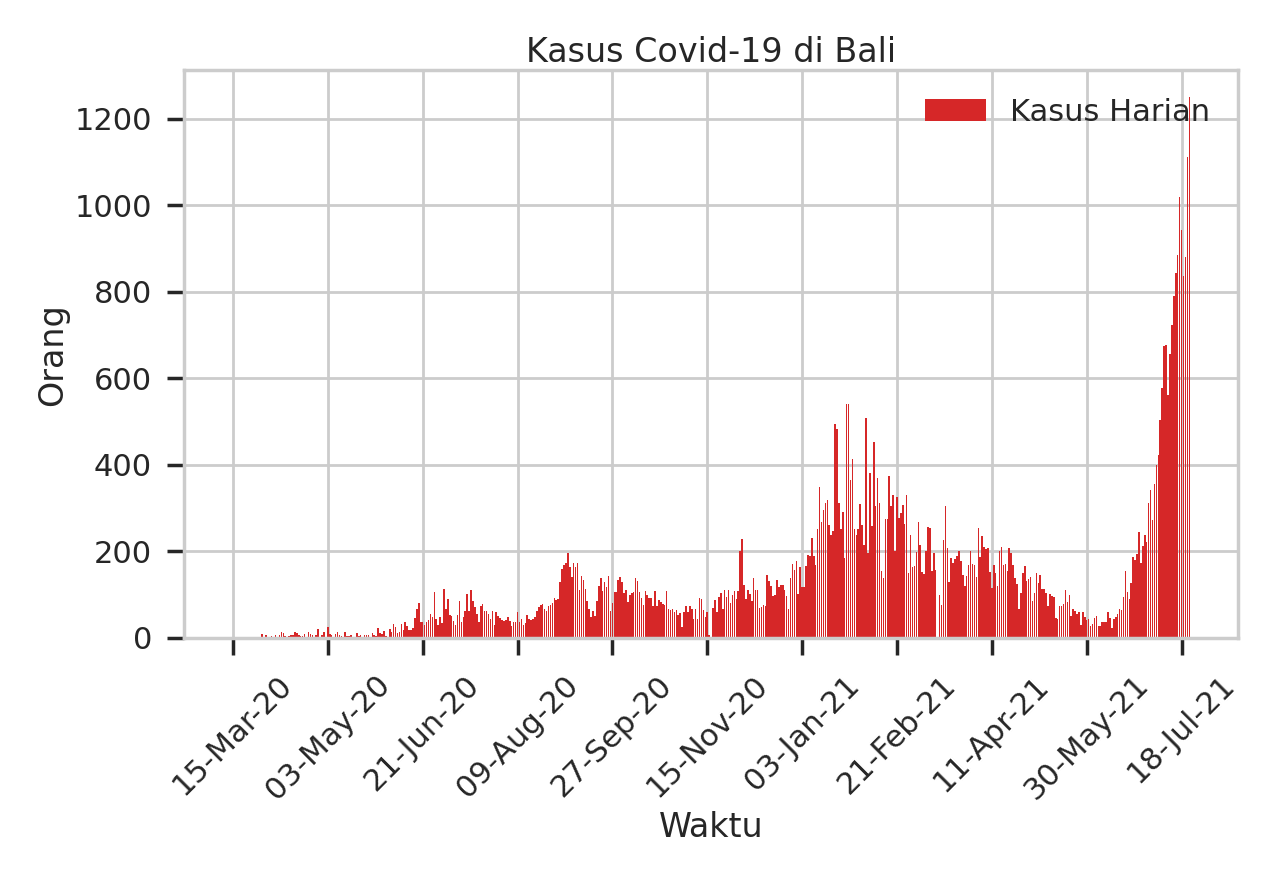 Kasus Covid-19 di Bali
Kasus Harian
1200
1000
800
600
400
200
0
Orang
15-Mar-20
03-May-20
21-Jun-20
09-Aug-20
27-Sep-20
15-Nov-20
03-Jan-21
21-Feb-21
11-Apr-21
30-May-21
18-Jul-21
Waktu